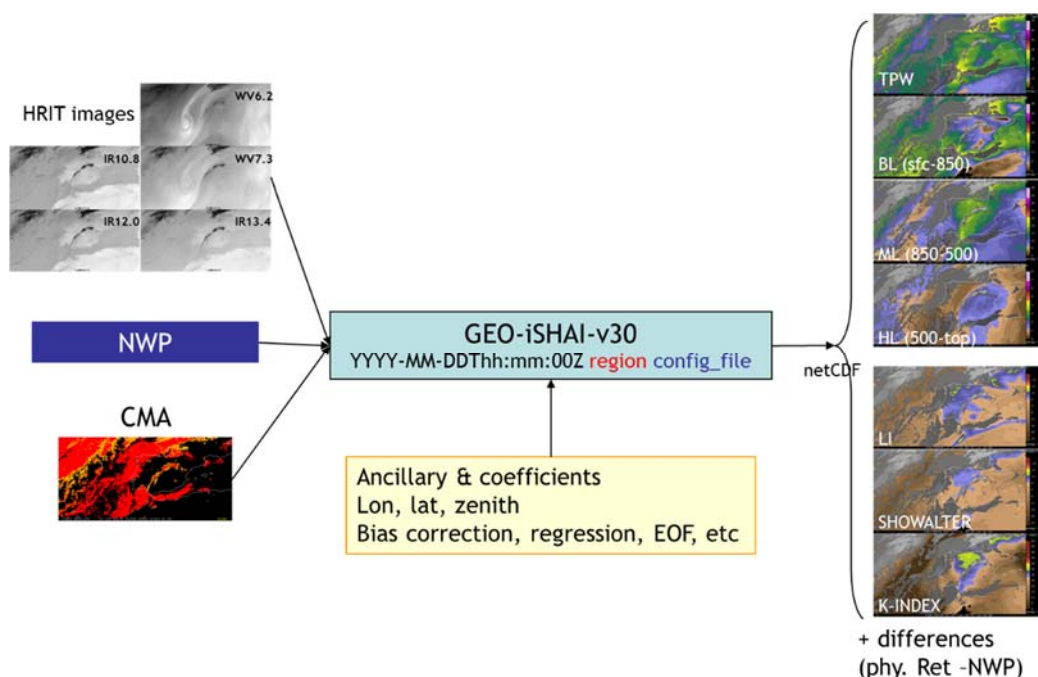 HRIT images
WV6.2
IR10.8
WV7.3
IR12.0
IR13.4
NWP
CMA
GEO-iSHAI-v30
YYYY-MM-DDThh:mm:00Z region config_file
netCDF
Ancillary & coefficients
Lon, lat, zenith
Bias correction, regression, EOF, etc
TPW
BL (sfc-850)
ML (850-500)
HL (500-top)
LI
SHOWALTER
K-INDEX
+ differences
(phy. Ret -NWP)